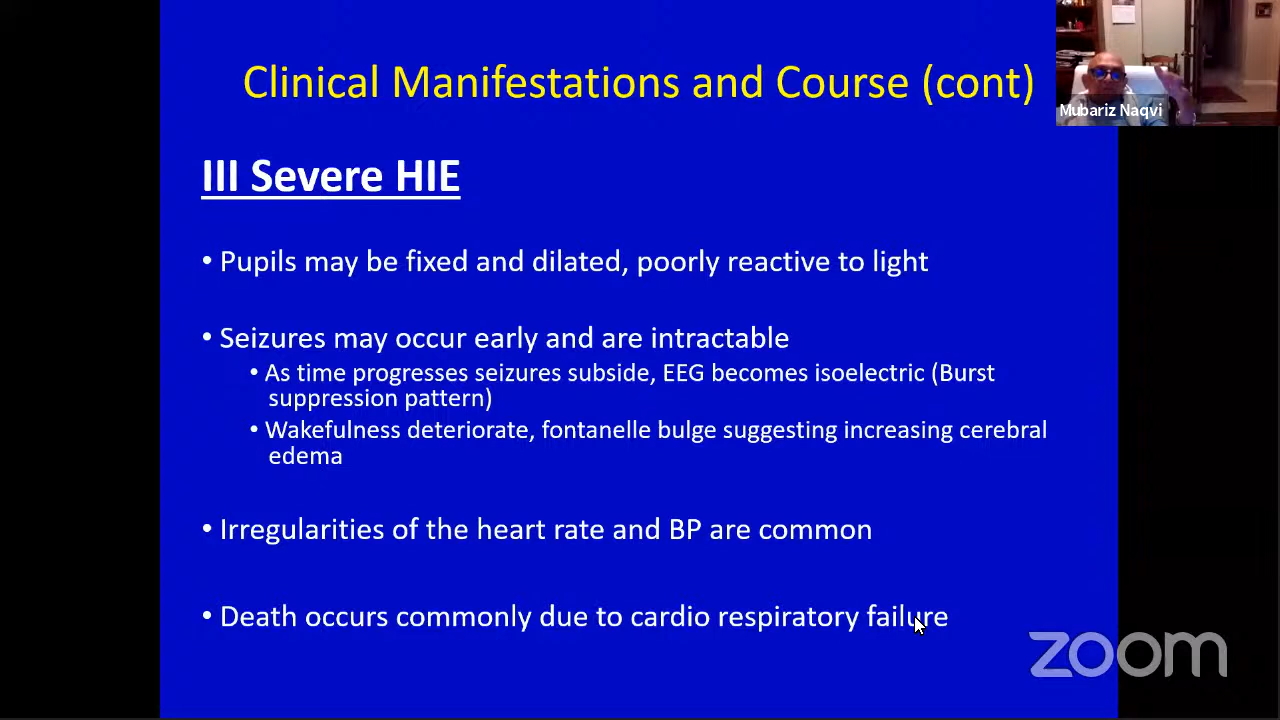 Clinical Manifestations and Course (cont)
Mubariz Naqvi
III Severe HIE
• Pupils may be fixed and dilated, poorly reactive to light
• Seizures may occur early and are intractable
• As time progresses seizures subside, EEG becomes isoelectric (Burst
suppression pattern)
• Wakefulness deteriorate, fontanelle bulge suggesting increasing cerebral
edema
• Irregularities of the heart rate and BP are common
• Death occurs commonly due to cardio respiratory failure
zoom